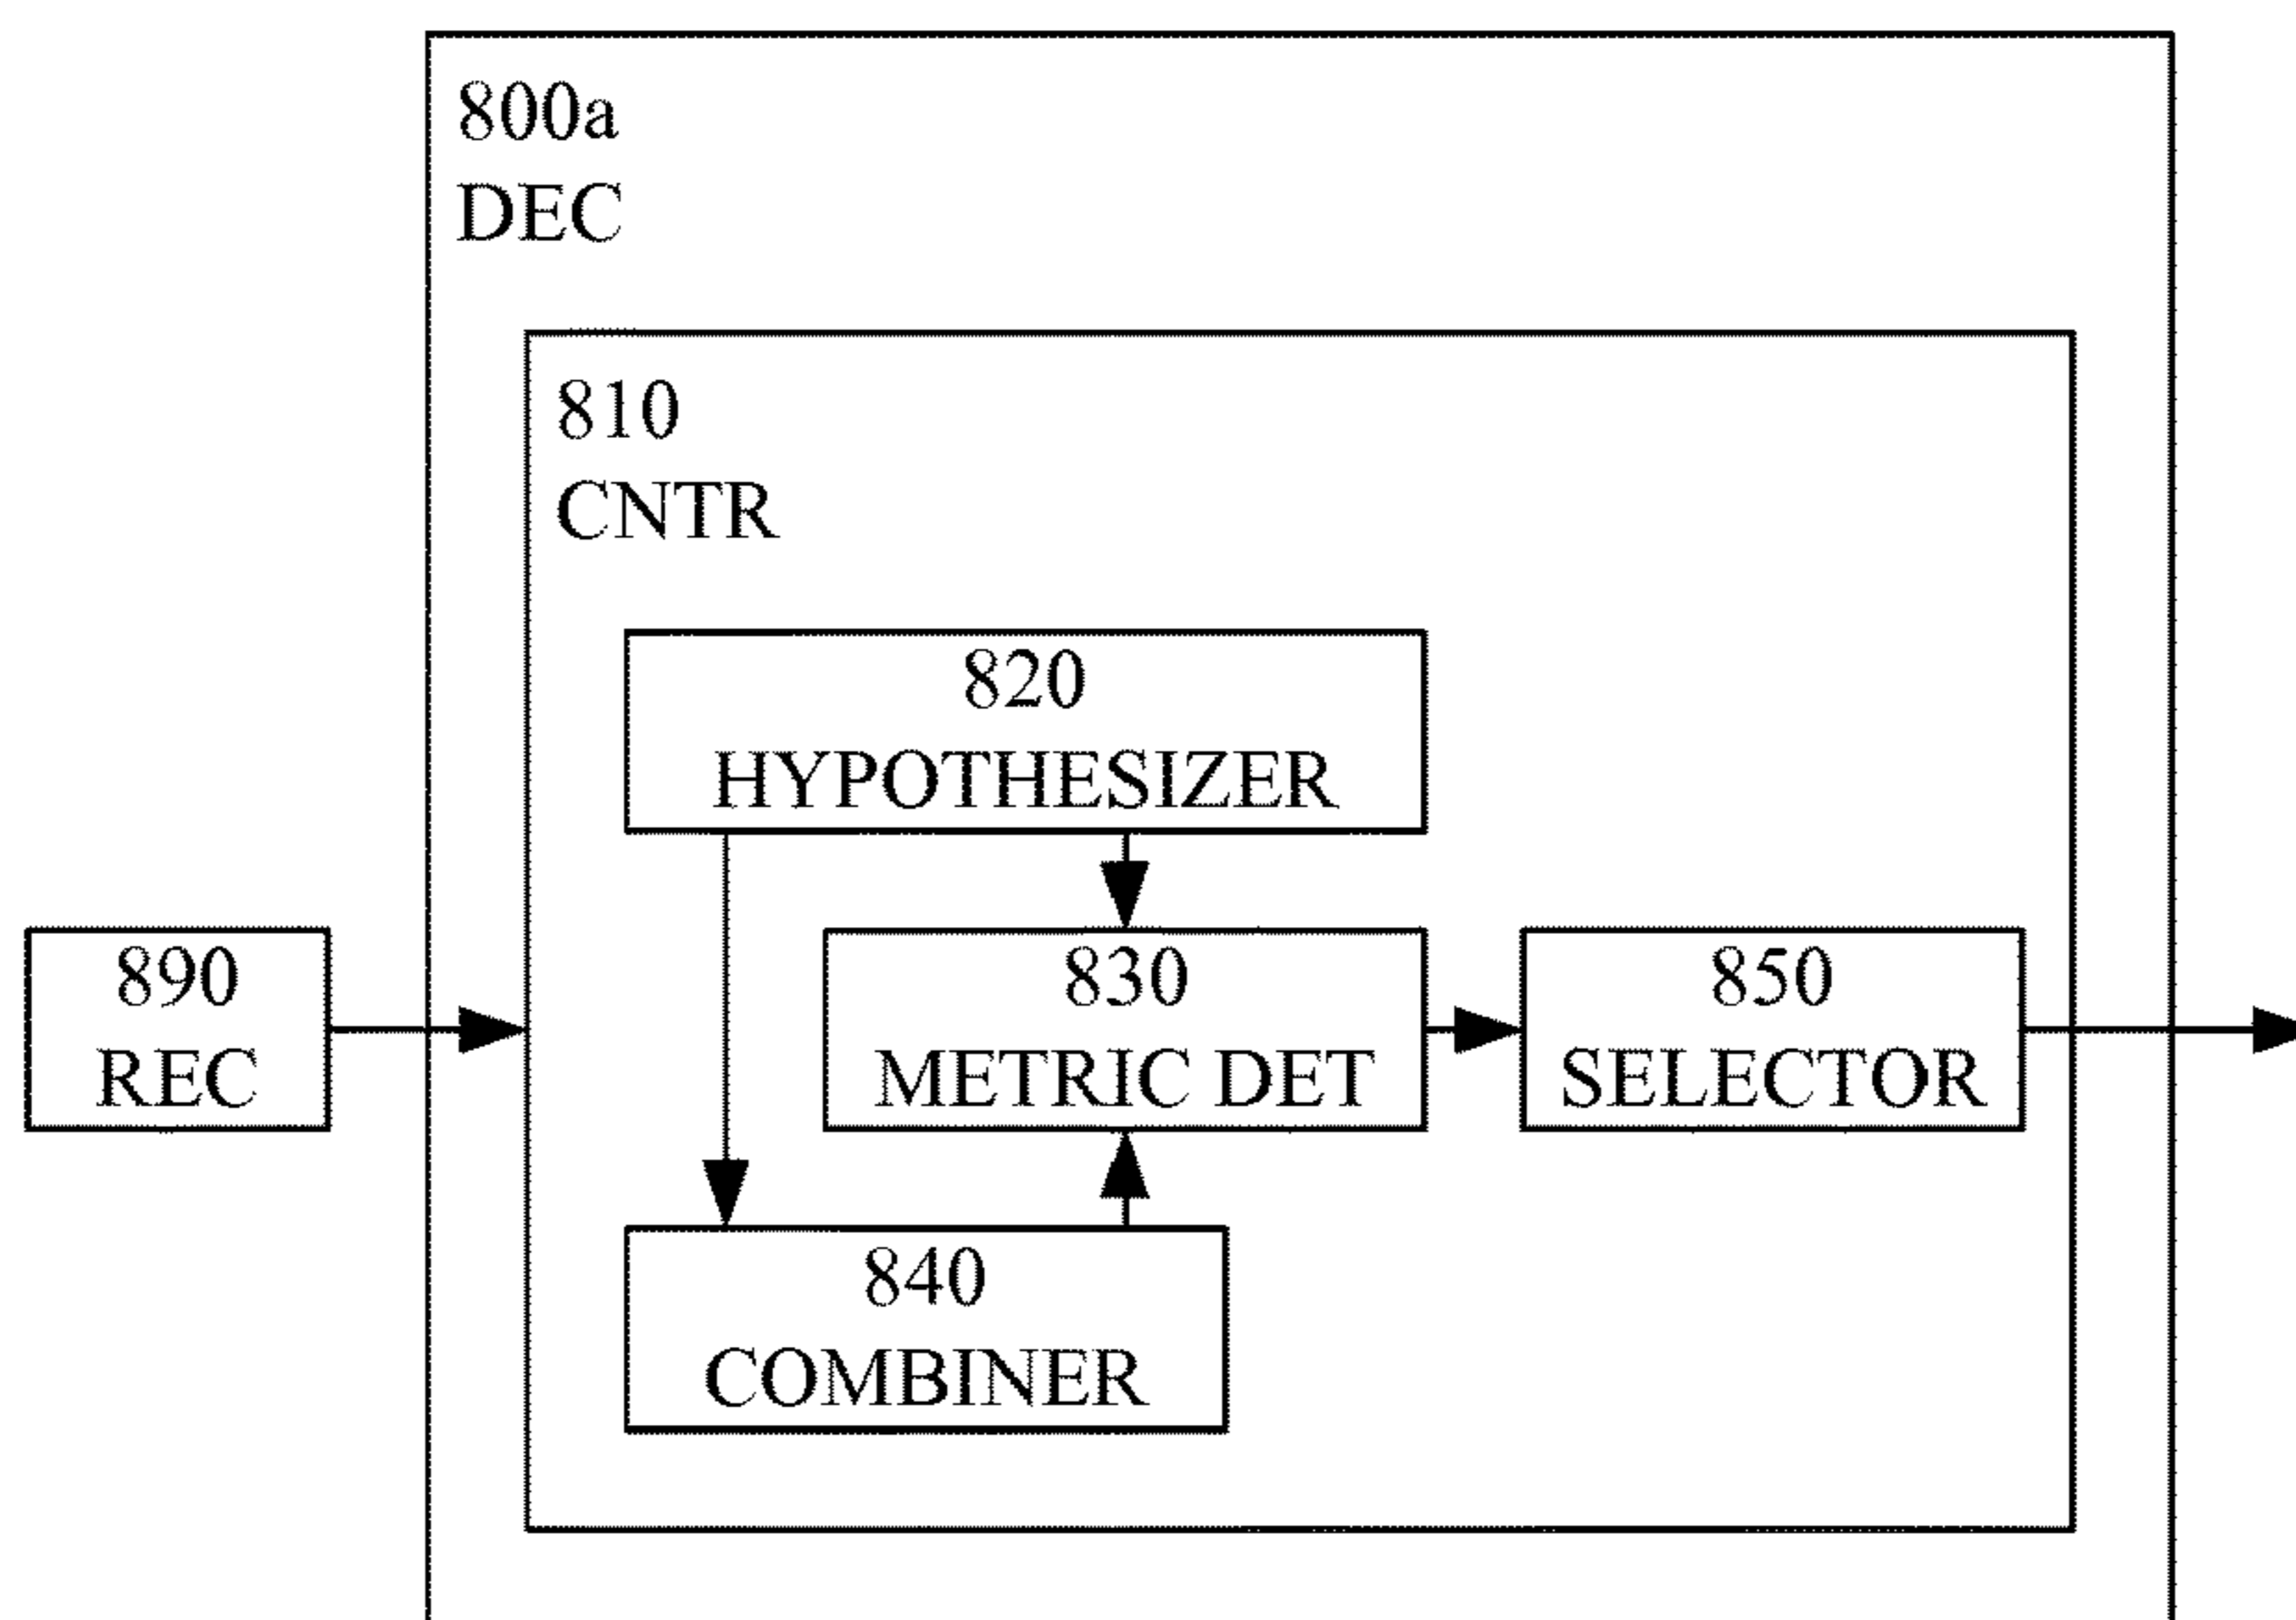 800a
DEC
810
CNTR
820
HYPOTHESIZER
890
REC
830
METRIC DET
850
SELECTOR
840
COMBINER